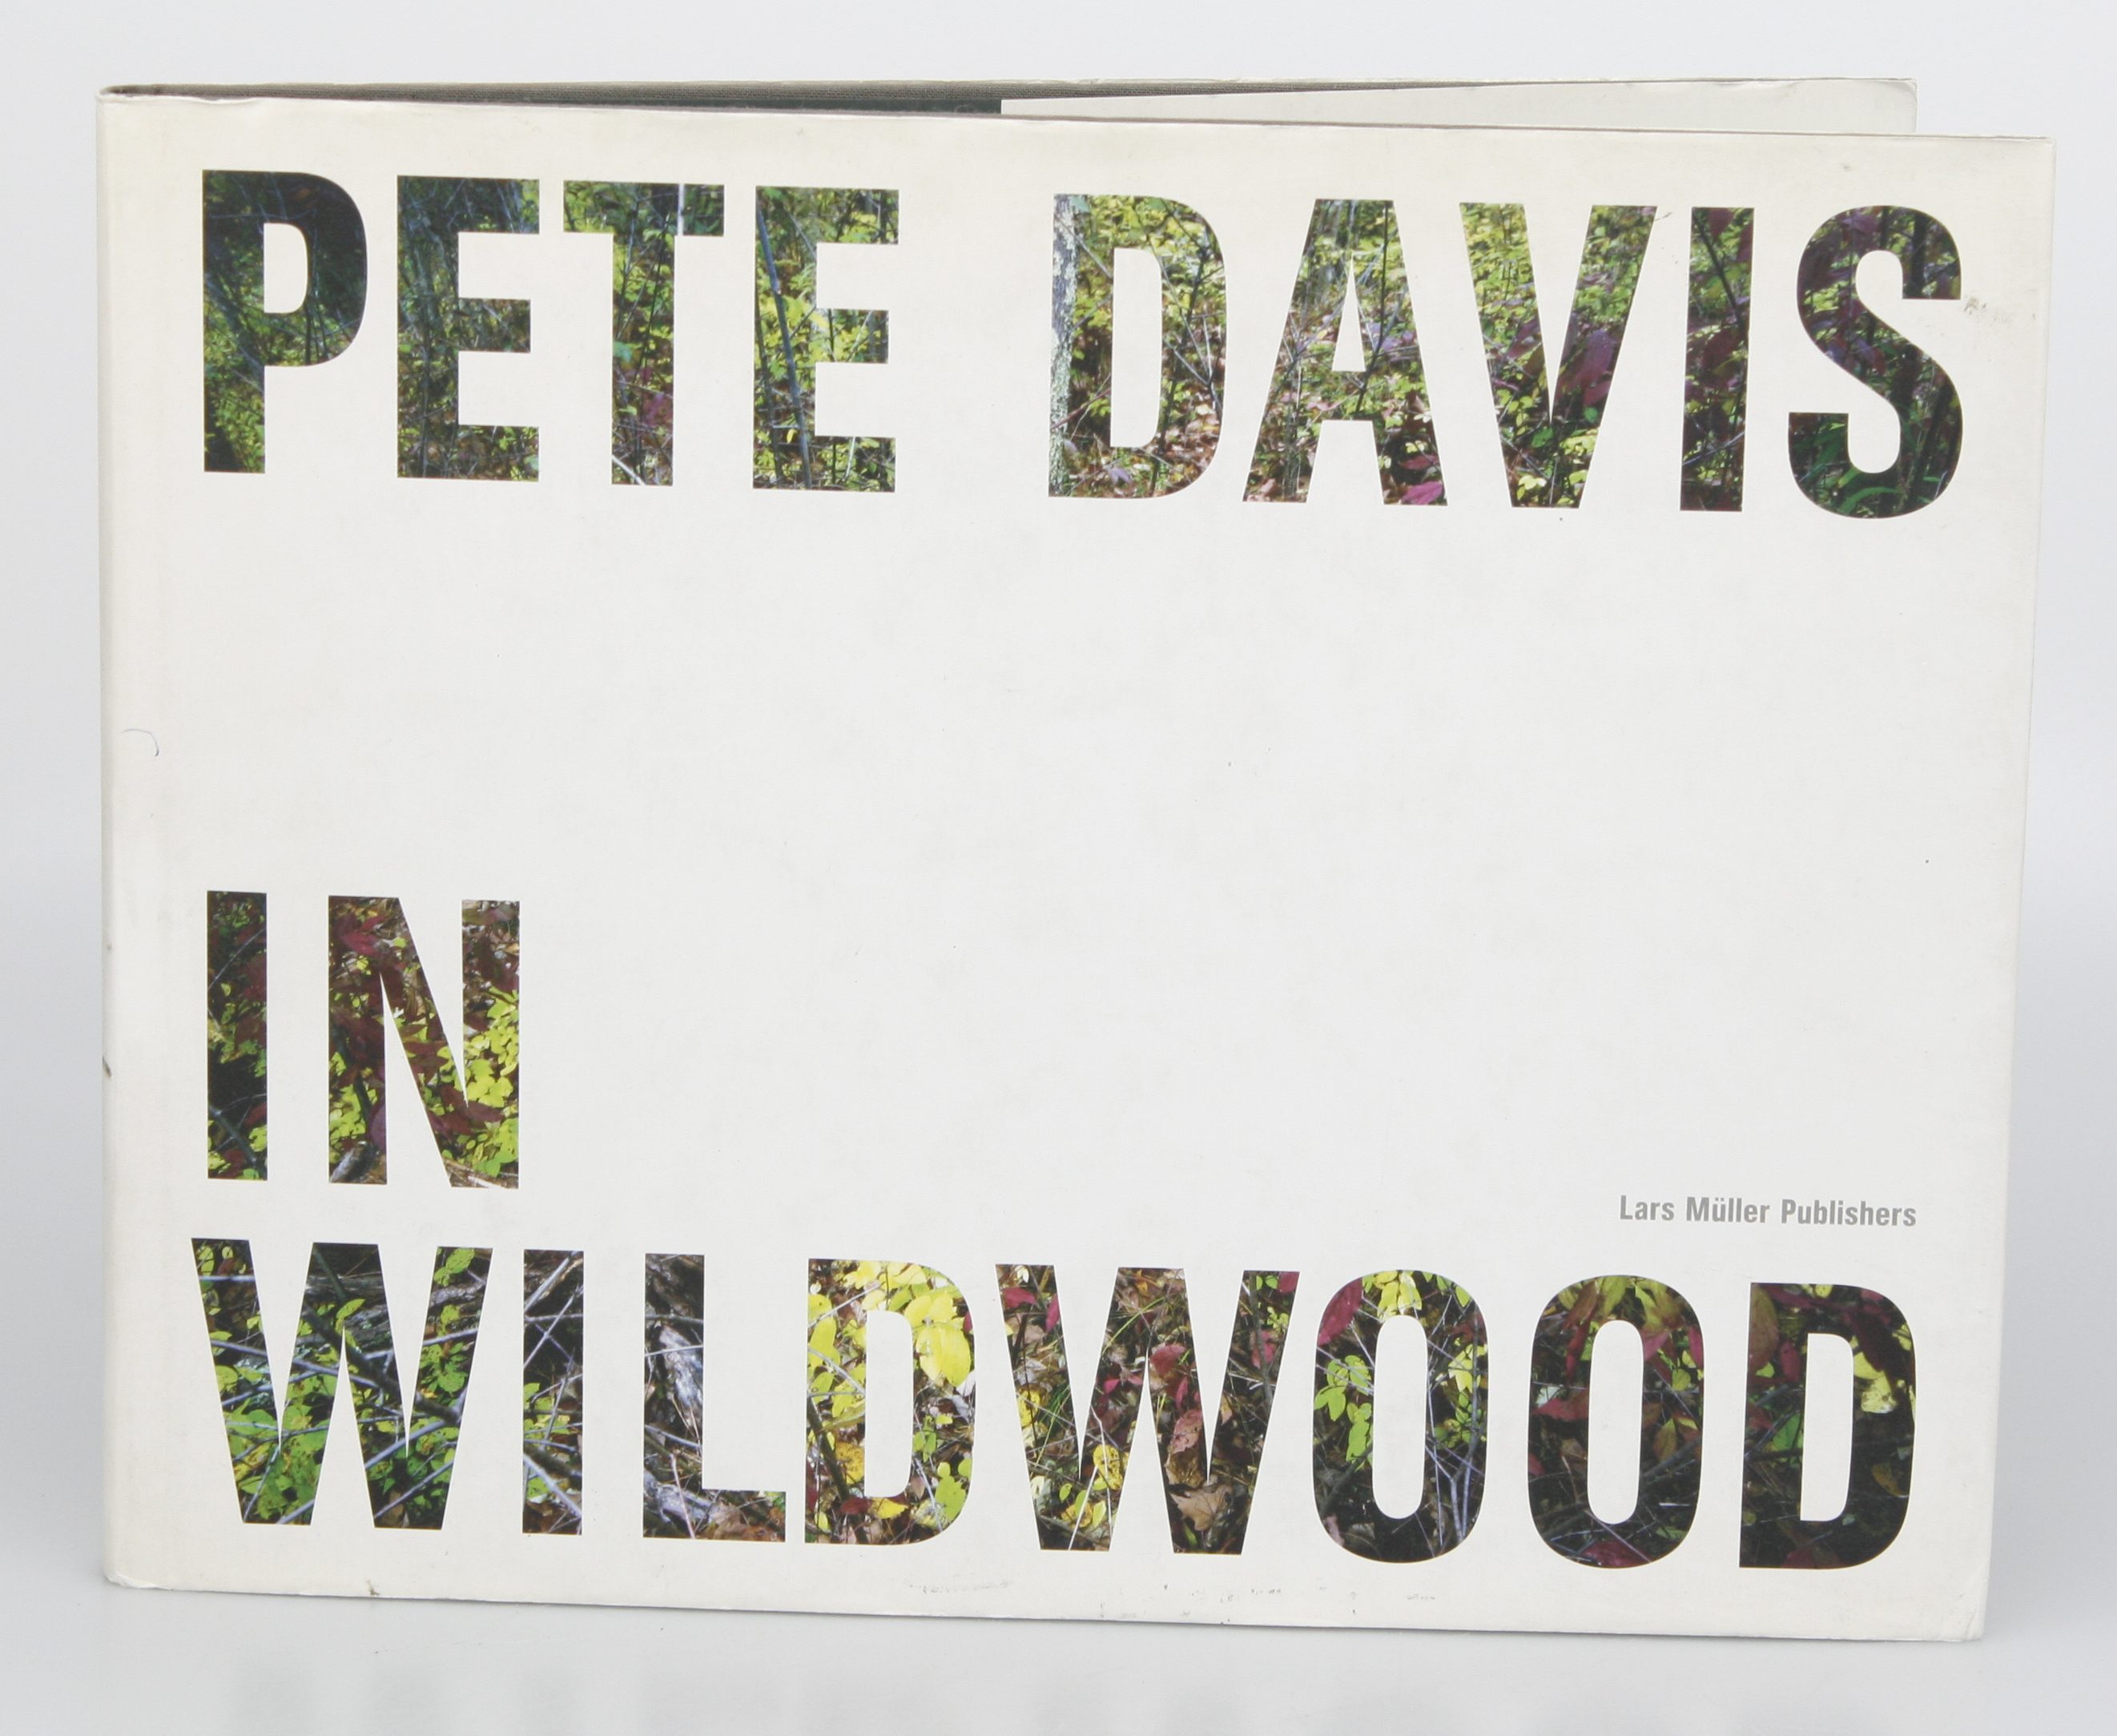 PETE DAVIS
IN
Lars Müller Publishers
WILDWOOD